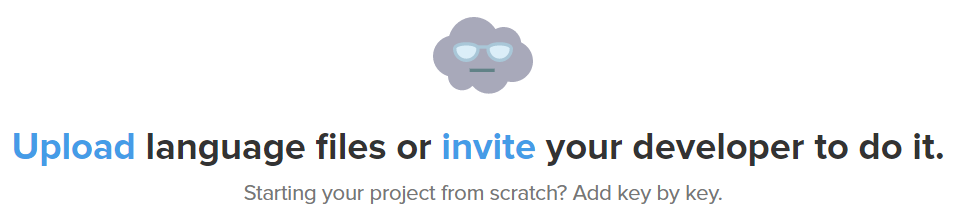 Upload language files or invite your developer to do it.
Starting your project from scratch? Add key by key.